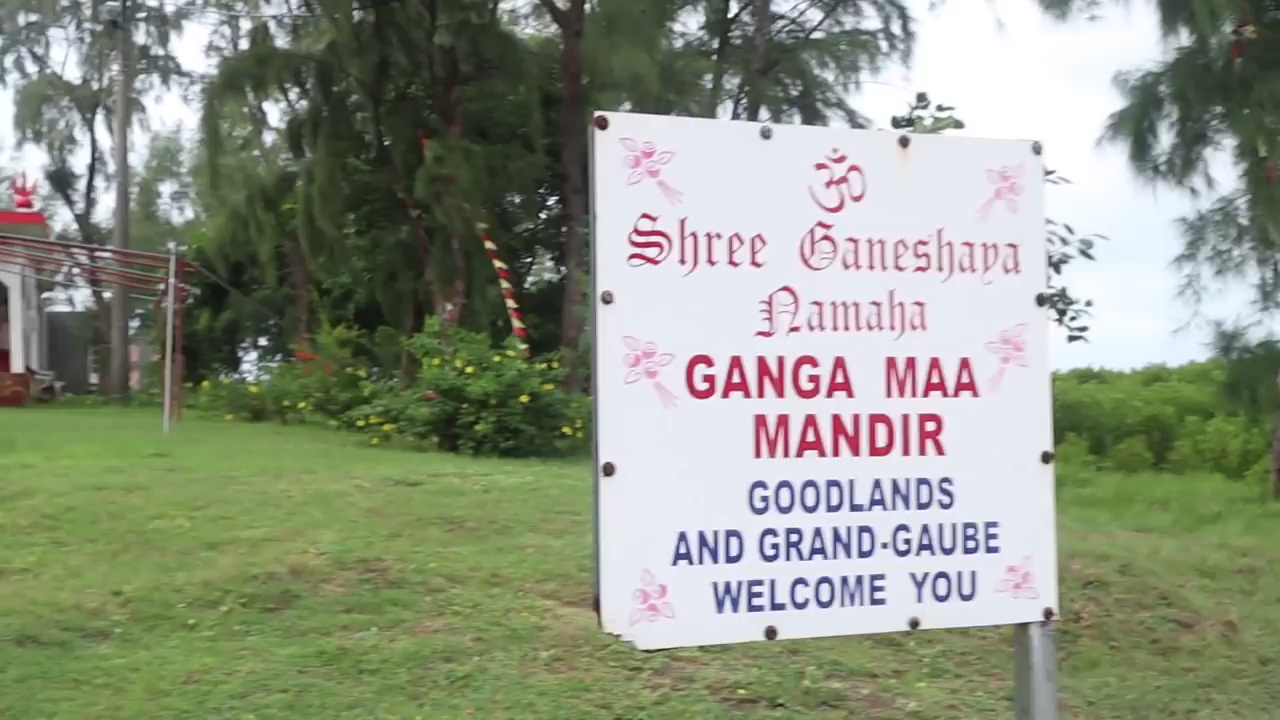 ॐ
Shree Ganeshaya
Namaha
GANGA MAA
MANDIR
GOODLANDS
AND GRAND-GAUBE
WELCOME YOU